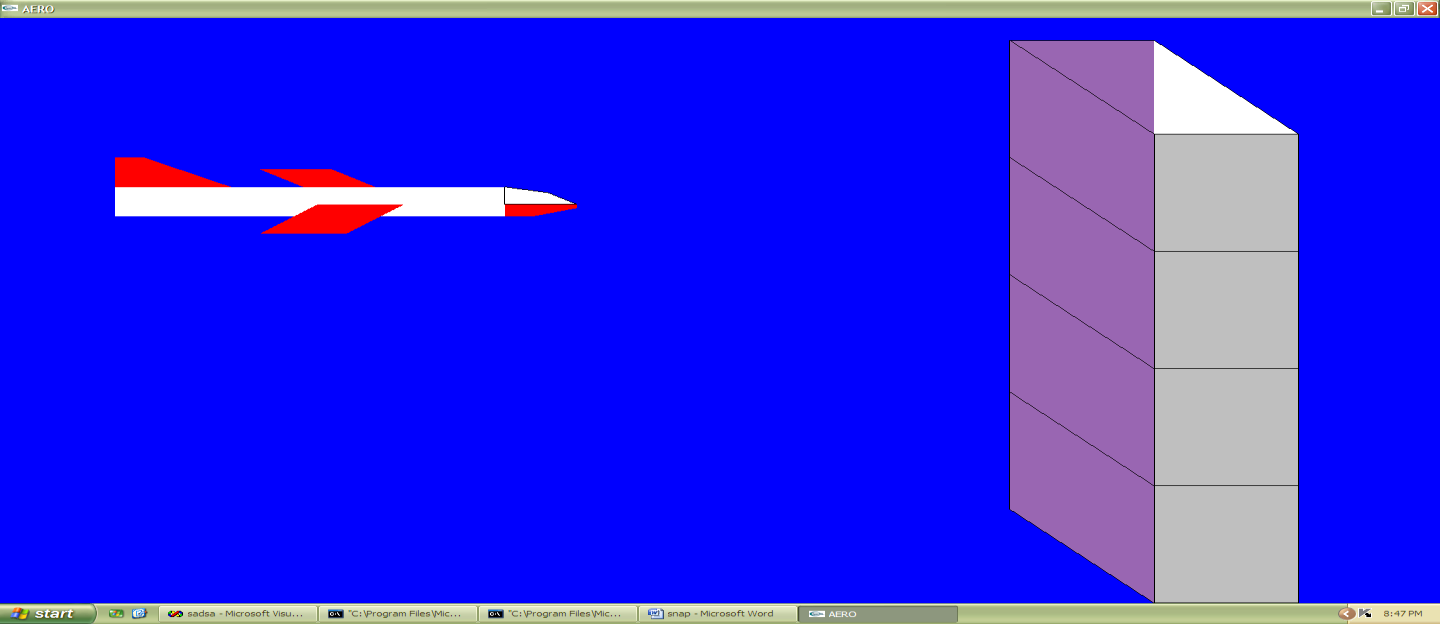 AERO
start
sadsa - Microsoft Visu...
"C:\Program Files\Mic...
"C:\Program Files\Mic...
snap - Microsoft Word
AERO
8:47 PM